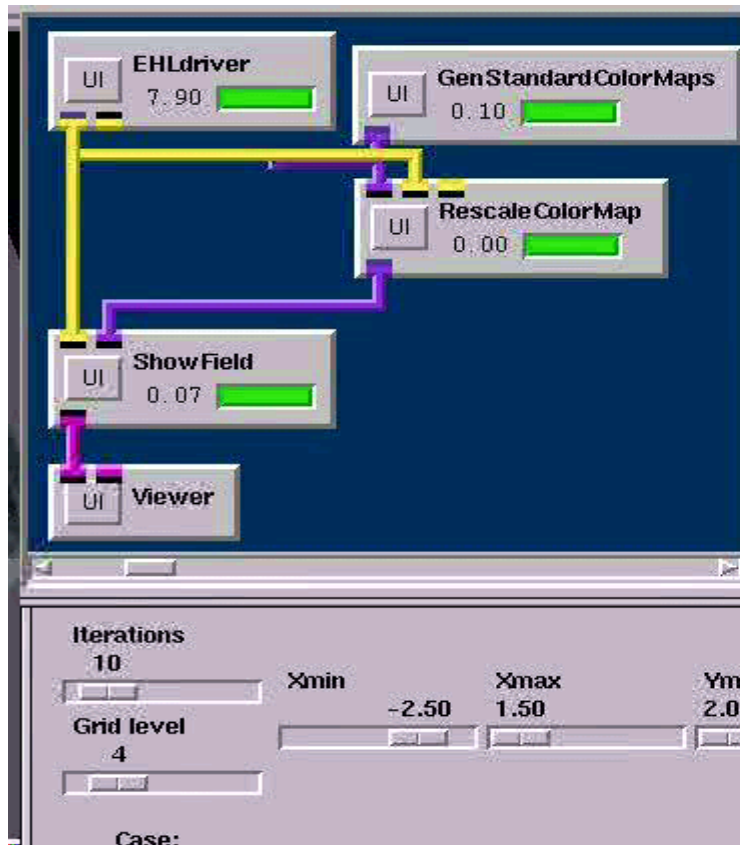 EHLdriver
UI
7.90
GenStandardColorMaps
UI
0.10
RescaleColorMap
UI
0.00
ShowField
UI
0.07
UI
Viewer
Iterations
10
Xmin
Xmax
Ym
-2.50
1.50
2.0
Grid level
4
Case: